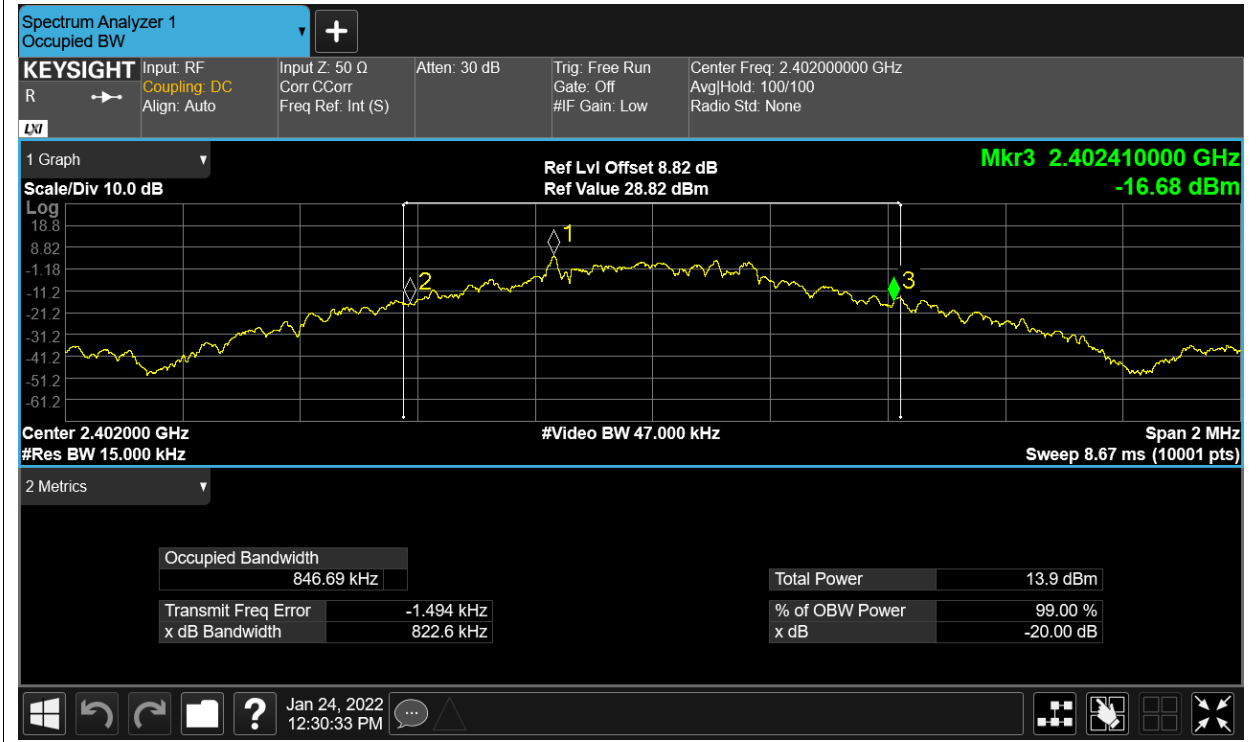 Spectrum Analyzer 1
Occupied BW
KEYSIGHT
R
LXI
Input: RF
Coupling: DC
Align: Auto
Input Z: 50 Ω
Corr CCorr
Freq Ref: Int (S)
Atten: 30 dB
Trig: Free Run
Gate: Off
#IF Gain: Low
Center Freq: 2.402000000 GHz
Avg|Hold: 100/100
Radio Std: None
1 Graph
Scale/Div 10.0 dB
Ref Lvl Offset 8.82 dB
Ref Value 28.82 dBm
Mkr3 2.402410000 GHz
-16.68 dBm
Log
18.8
8.82
-1.18
-11.2
-21.2
-31.2
-41.2
-51.2
-61.2
1
2
3
Center 2.402000 GHz
#Res BW 15.000 kHz
#Video BW 47.000 kHz
Span 2 MHz
Sweep 8.67 ms (10001 pts)
2 Metrics
Occupied Bandwidth
846.69 kHz
Transmit Freq Error -1.494 kHz
x dB Bandwidth 822.6 kHz
Total Power 13.9 dBm
% of OBW Power 99.00 %
x dB -20.00 dB
?
Jan 24, 2022
12:30:33 PM